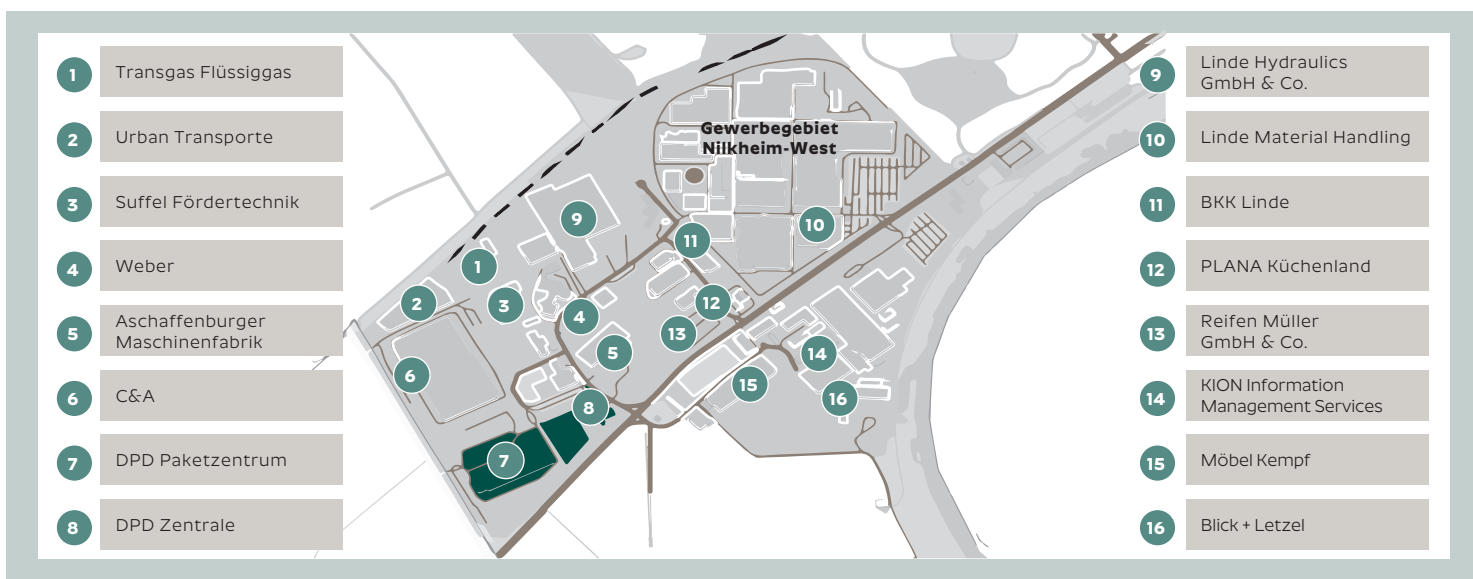 1 Transgas Flüssiggas
2 Urban Transporte
3 Suffel Fördertechnik
4 Weber
5 Aschaffenburger
Maschinenfabrik
6 C&A
7 DPD Paketzentrum
8 DPD Zentrale
Gewerbegebiet
Nilkheim-West
9
10
11
1
2
3
4
12
13
5
14
6
15
16
8
7
9 Linde Hydraulics
GmbH & Co.
10 Linde Material Handling
11 BKK Linde
12 PLANA Küchenland
13 Reifen Müller
GmbH & Co.
14 KION Information
Management Services
15 Möbel Kempf
16 Blick + Letzel